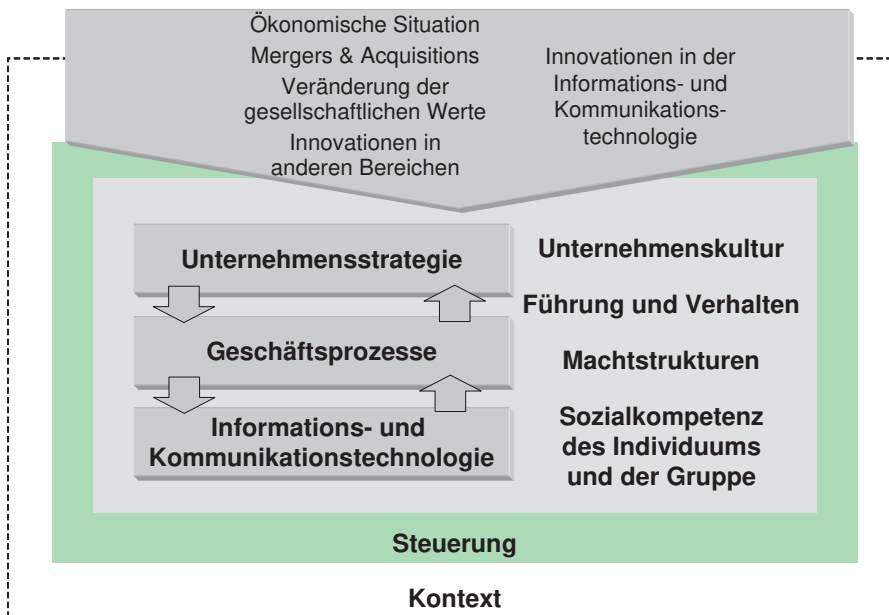 Ökonomische Situation
Mergers & Acquisitions
Veränderung der
gesellschaftlichen Werte
Innovationen in
anderen Bereichen
Innovationen in der
Informations- und
Kommunikations-
technologie
Unternehmensstrategie
Geschäftsprozesse
Informations- und
Kommunikationstechnologie
Unternehmenskultur
Führung und Verhalten
Machtstrukturen
Sozialkompetenz
des Individuums
und der Gruppe
Steuerung
Kontext